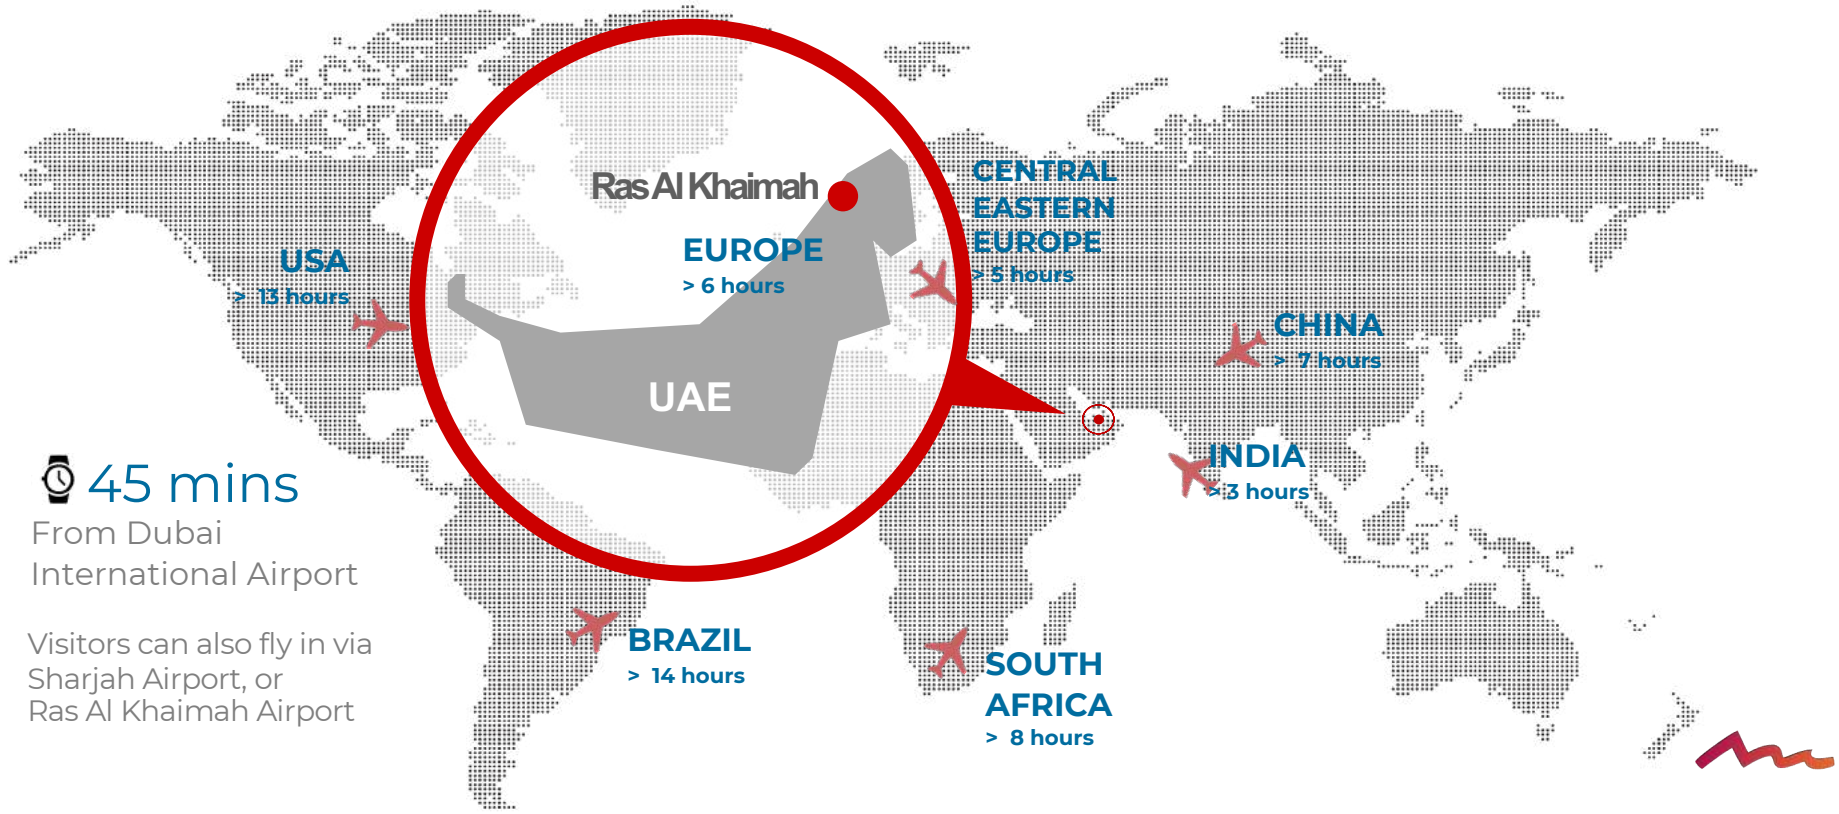 Ras Al Khaimah
EUROPE
> 6 hours
UAE
CENTRAL
EASTERN
EUROPE
> 5 hours
USA
> 13 hours
CHINA
> 7 hours
INDIA
> 3 hours
45 mins
From Dubai
International Airport
Visitors can also fly in via
Sharjah Airport, or
Ras Al Khaimah Airport
BRAZIL
> 14 hours
SOUTH
AFRICA
> 8 hours